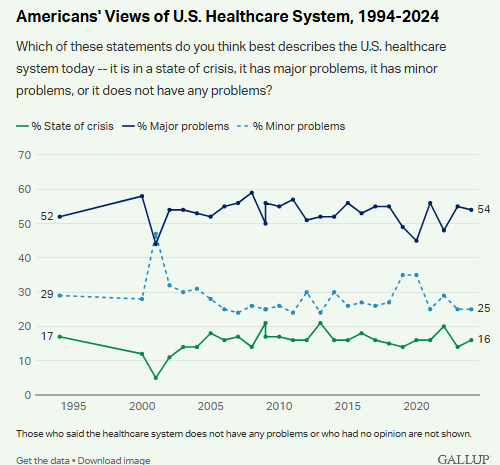 Americans' Views of U.S. Healthcare System, 1994-2024
Which of these statements do you think best describes the U.S. healthcare
system today -- it is in a state of crisis, it has major problems, it has minor
problems, or it does not have any problems?
% State of crisis % Major problems % Minor problems
70
60
52 54
50
40
29 25
30
20
17 16
10
0
1995 2000 2005 2010 2015 2020
Those who said the healthcare system does not have any problems or who had no opinion are not shown.
Get the data • Download image GALLUP